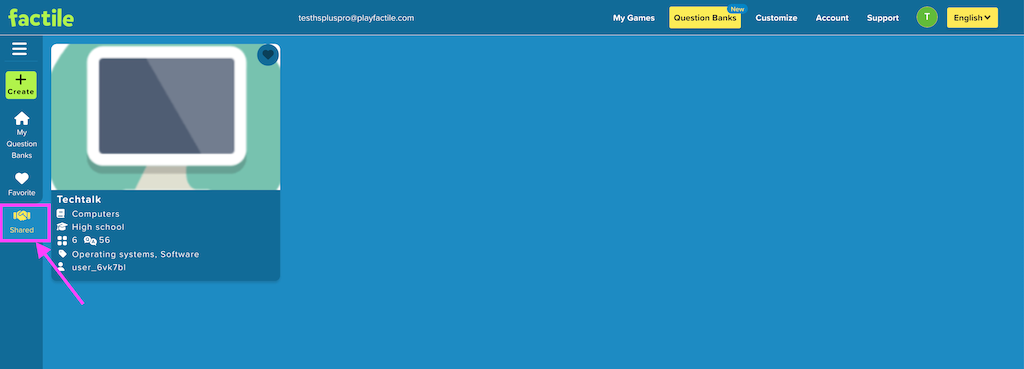 factile
testhspluspro@playfactile.com
My Games
Question Banks
New
Customize
Account
Support
T
English
Create
My
Question
Banks
Favorite
Shared
Techtalk
Computers
High school
6 56
Operating systems, Software
user_6vk7bl